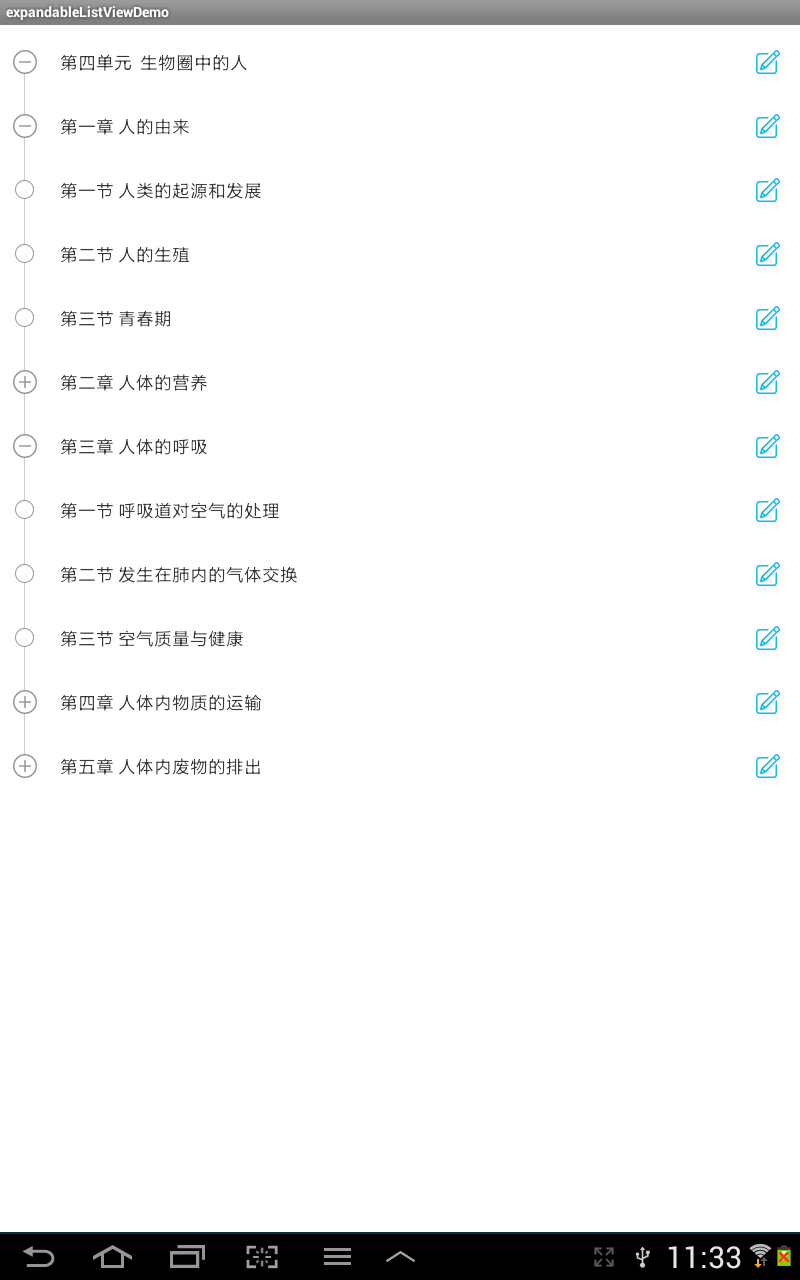 expandableListViewDemo
第四单元 生物圈中的人
第一章 人的由来
第一节 人类的起源和发展
第二节 人的生殖
第三节 青春期
第二章 人体的营养
第三章 人体的呼吸
第一节 呼吸道对空气的处理
第二节 发生在肺内的气体交换
第三节 空气质量与健康
第四章 人体内物质的运输
第五章 人体内废物的排出
11:33